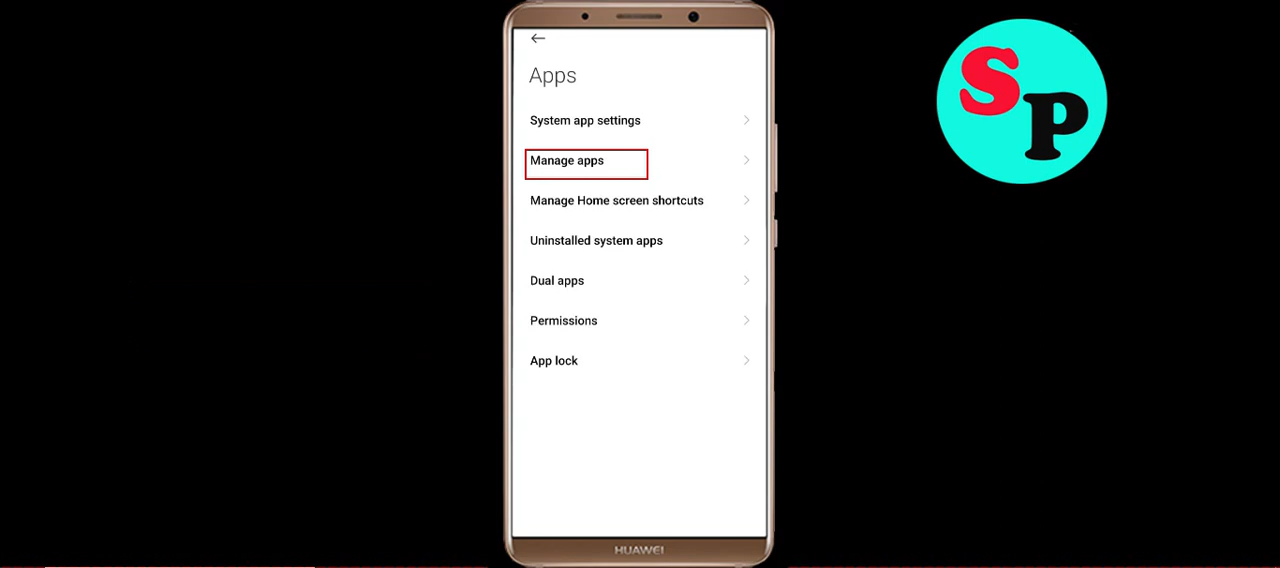 Apps
System app settings
Manage apps
Manage Home screen shortcuts
Uninstalled system apps
Dual apps
Permissions
App lock
HUAWEI
SP